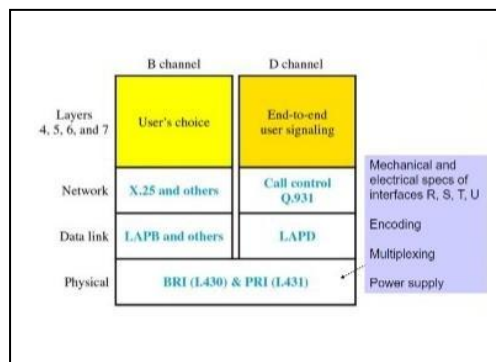 B channel
D channel
Layers
4, 5, 6, and 7
User's choice
End-to-end
user signaling
Network
X.25 and others
Call control
Q.931
Data link
LAPB and others
LAPD
Physical
BRI (I.430) & PRI (I.431)
Mechanical and
electrical specs of
interfaces R, S, T, U
Encoding
Multiplexing
Power supply